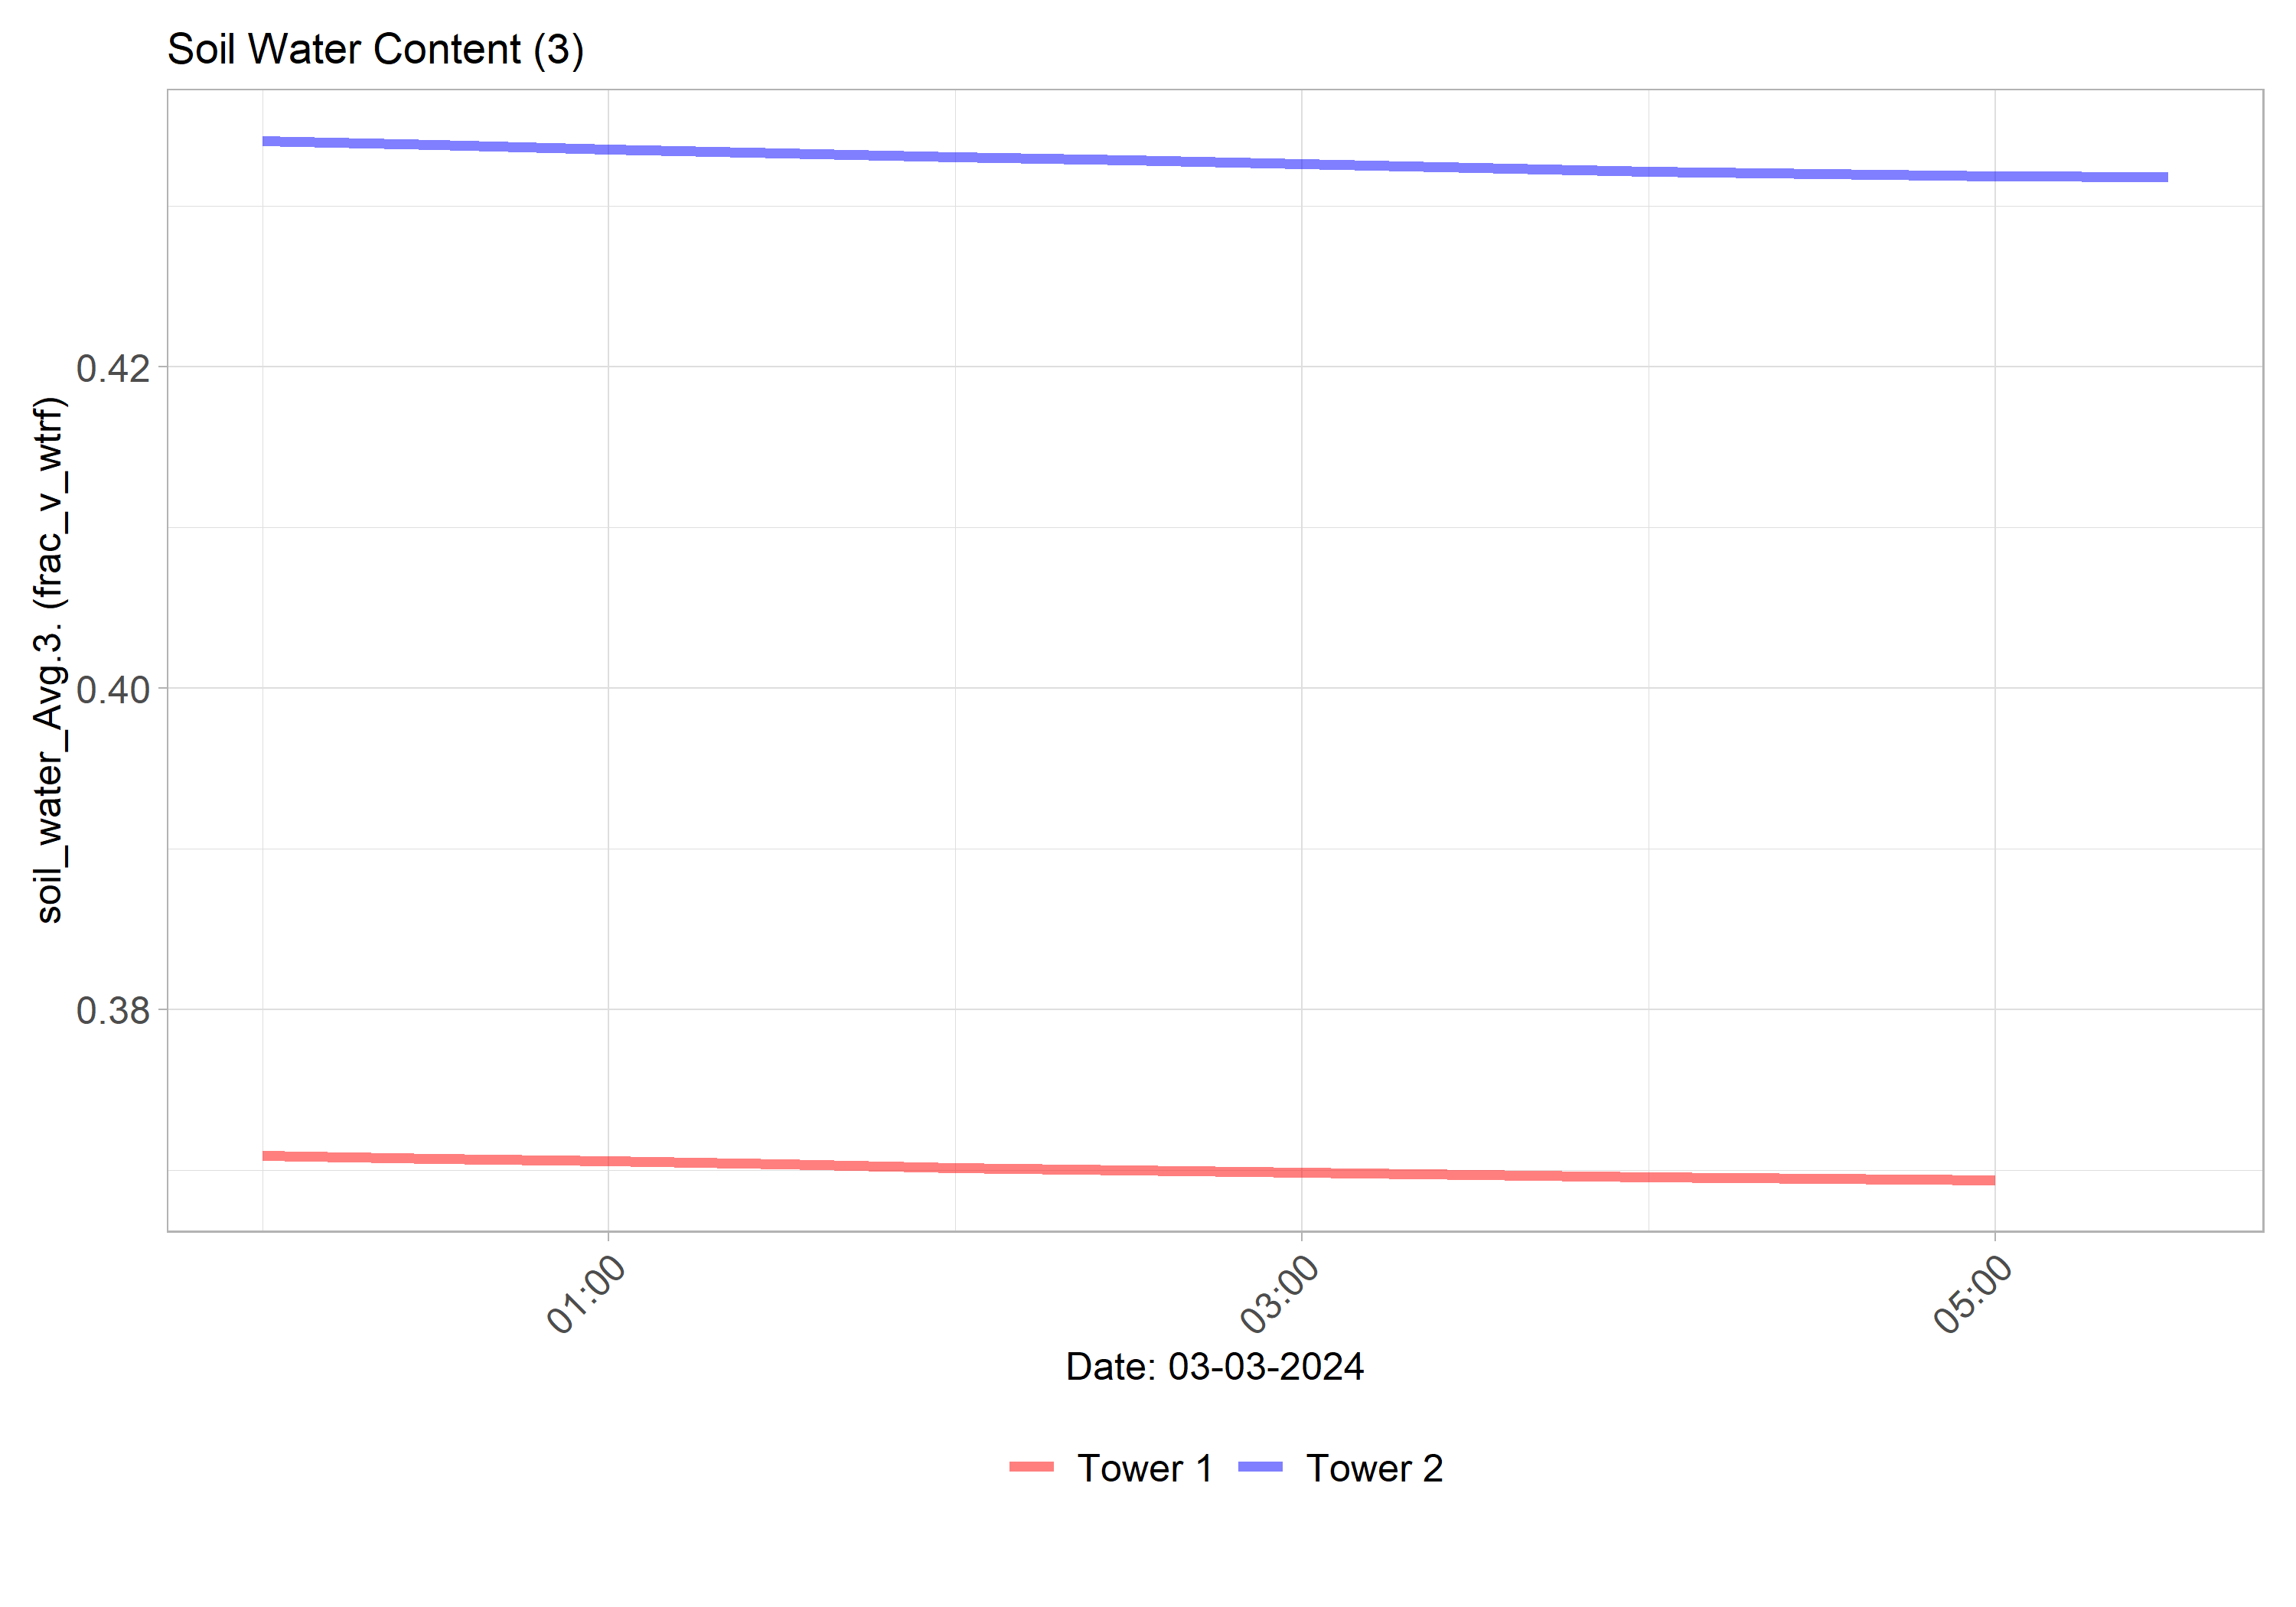 Soil Water Content (3)
soil_water_Avg.3. (frac_v_wtrf)
0.42
0.40
0.38
01:00
03:00
05:00
Date: 03-03-2024
Tower 1
Tower 2